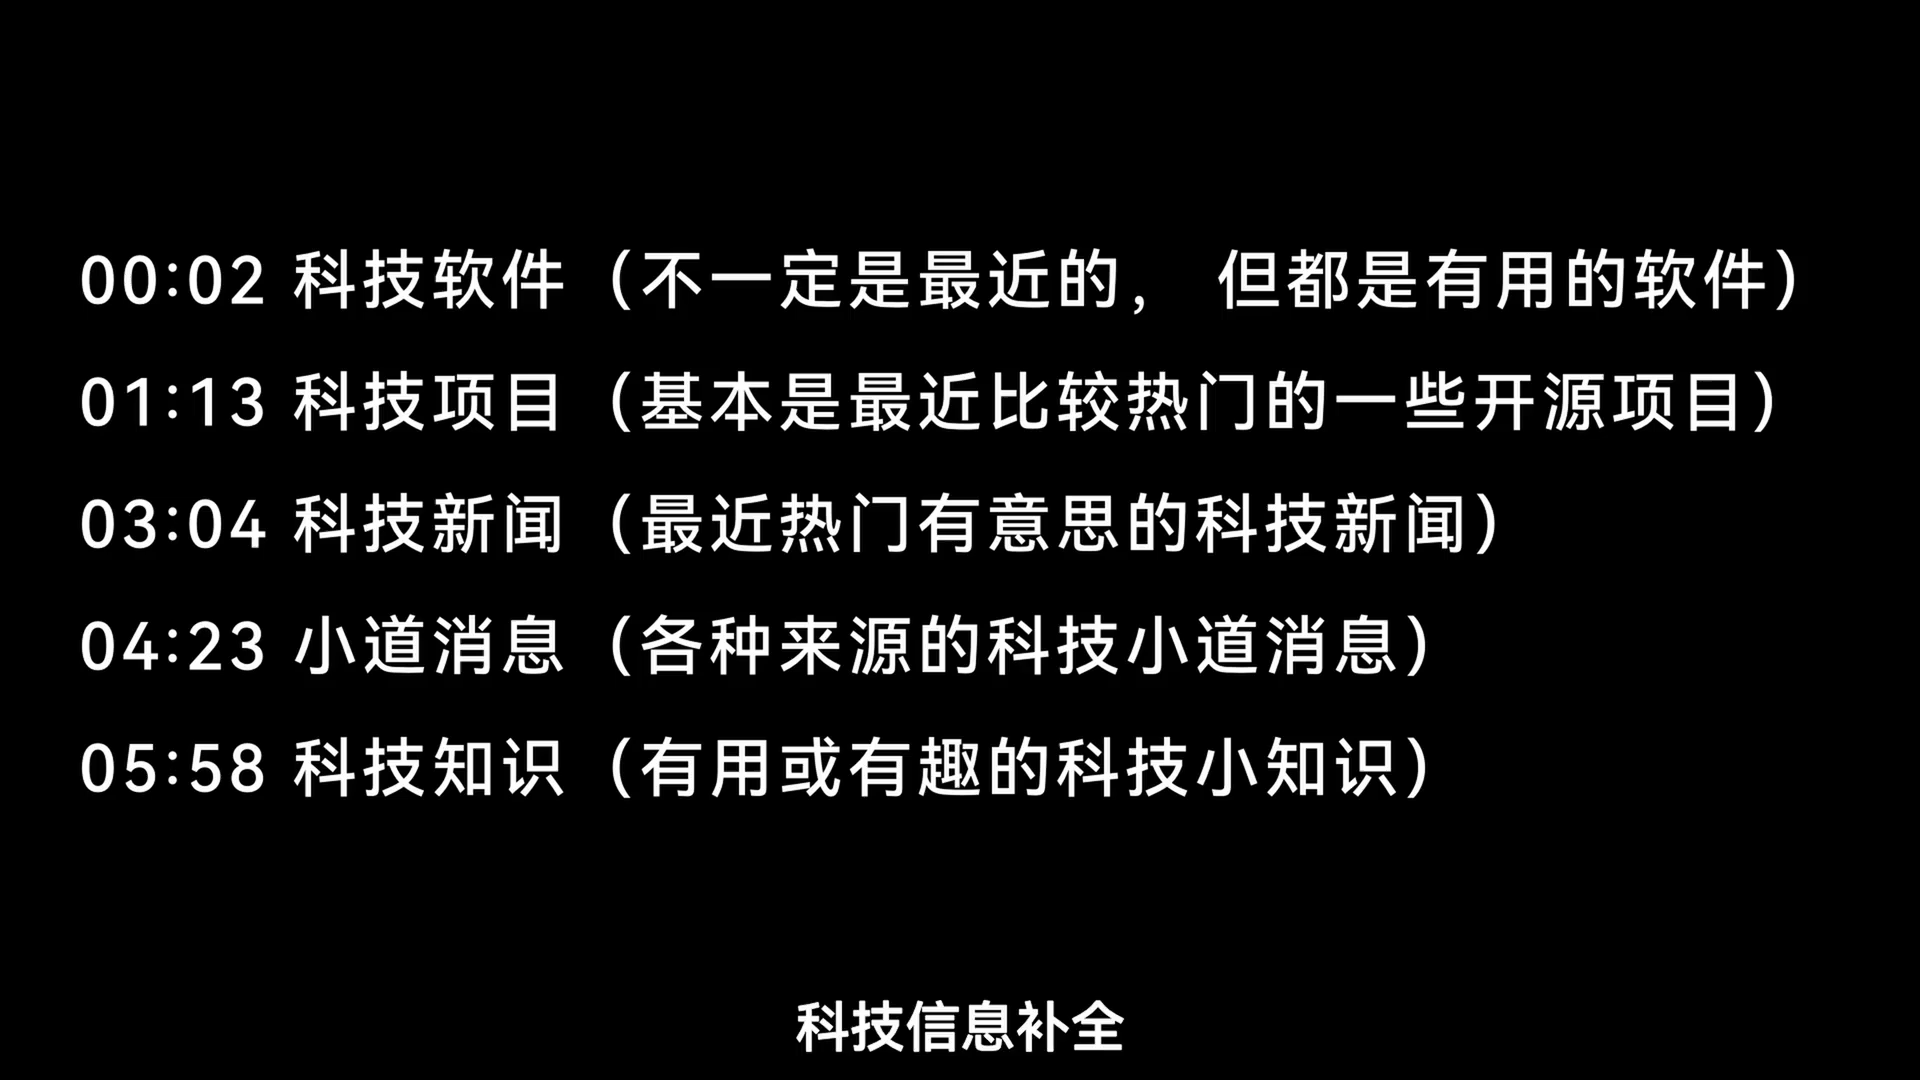 00:02 科技软件（不一定是最近的， 但都是有用的软件）
01:13 科技项目（基本是最近比较热门的一些开源项目）
03:04 科技新闻（最近热门有意思的科技新闻）
04:23 小道消息（各种来源的科技小道消息）
05:58 科技知识（有用或有趣的科技小知识）
科技信息补全